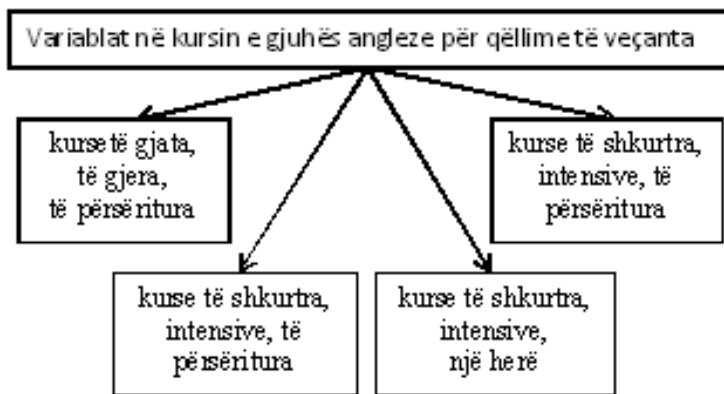 Variablat në kursin e gjuhës angleze për qëllime të veçanta
kurse të gjata,
të gjera,
të përsëritura
kurse të shkurtra,
intensive, të
përsëritura
kurse të shkurtra,
intensive, të
përsëritura
kurse të shkurtra,
intensive,
një herë